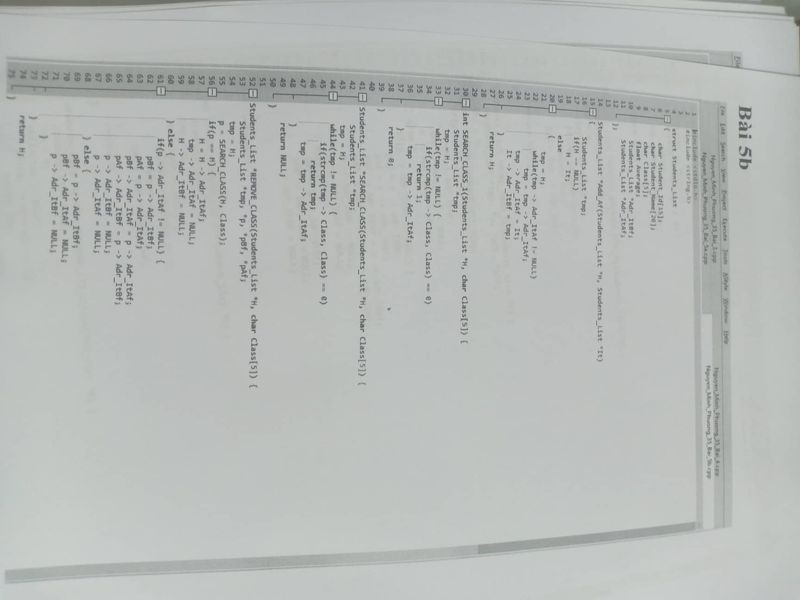 Bài 5b
File Edit Search View Project Execute Tools AStyle Window Help
Nguyen_Minh_Phuong_35_Bai_4.cpp
Nguyen_Minh_Phuong_35_Bai_5a.cpp
Nguyen_Minh_Phuong_35_Bai_5b.cpp
1
2
3
4 struct Students_List
5 {
6 char Student_Id[15];
7 char Student_Name[20];
8 char Class[5];
9 float Average;
10 Students_List *Adr_ItBf;
11 Students_List *Adr_ItAf;
12 };
13
14 Students_List *Add_Af(Students_List *H, Students_List *It)
15 {
16 Students_List *tmp;
17 if(H == NULL)
18 H = It;
19 else
20 {
21 tmp = H;
22 while(tmp -> Adr_ItAf != NULL)
23 tmp = tmp -> Adr_ItAf;
24 tmp -> Adr_ItAf = It;
25 It -> Adr_ItBf = tmp;
26 }
27 return H;
28 }
29
30 int SEARCH_CLASS_1(Students_List *H, char Class[5]) {
31 Students_List *tmp;
32 tmp = H;
33 while(tmp != NULL) {
34 if(strcmp(tmp -> Class, Class) == 0)
35 return 1;
36 tmp = tmp -> Adr_ItAf;
37 }
38 return 0;
39 }
40
41 Students_List *SEARCH_CLASS(Students_List *H, char Class[5]) {
42 Students_List *tmp;
43 tmp = H;
44 while(tmp != NULL) {
45 if(strcmp(tmp -> Class, Class) == 0)
46 return tmp;
47 tmp = tmp -> Adr_ItAf;
48 }
49 return NULL;
50 }
51
52 Students_List *REMOVE_CLASS(Students_List *H, char Class[5]) {
53 Students_List *tmp, *p, *pBf, *pAf;
54 tmp = H;
55 p = SEARCH_CLASS(H, Class);
56 if(p == H) {
57 H = H -> Adr_ItAf;
58 tmp -> Adr_ItAf = NULL;
59 H -> Adr_ItBf = NULL;
60 } else {
61 if(p -> Adr_ItAf != NULL) {
62 pBf = p -> Adr_ItBf;
63 pAf = p -> Adr_ItAf;
64 pBf -> Adr_ItAf = p -> Adr_ItAf;
65 pAf -> Adr_ItBf = p -> Adr_ItBf;
66 p -> Adr_ItBf = NULL;
67 p -> Adr_ItAf = NULL;
68 } else {
69 pBf = p -> Adr_ItBf;
70 pBf -> Adr_ItAf = NULL;
71 p -> Adr_ItBf = NULL;
72 }
73 }
74 return H;
75 }